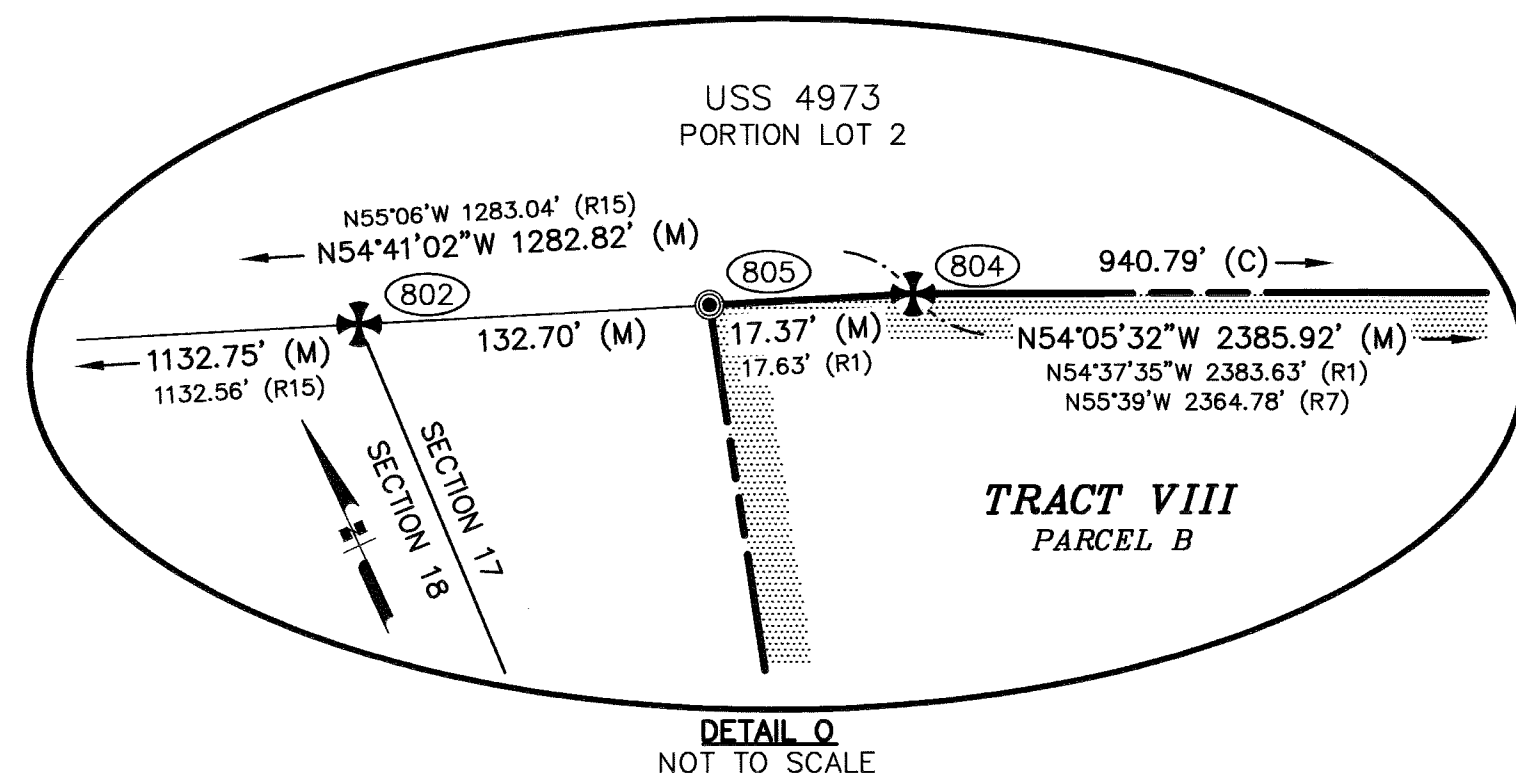 USS 4973
PORTION LOT 2
N55°06'W 1283.04' (R15)
N54°41'02"W 1282.82' (M)
802
805
804
940.79' (C)
1132.75' (M)
1132.56' (R15)
132.70' (M)
17.37' (M)
17.63' (R1)
N54°05'32"W 2385.92' (M)
N54°37'35"W 2383.63' (R1)
N55°39'W 2364.78' (R7)
SECTION 17
SECTION 18
TRACT VIII
PARCEL B
DETAIL O
NOT TO SCALE